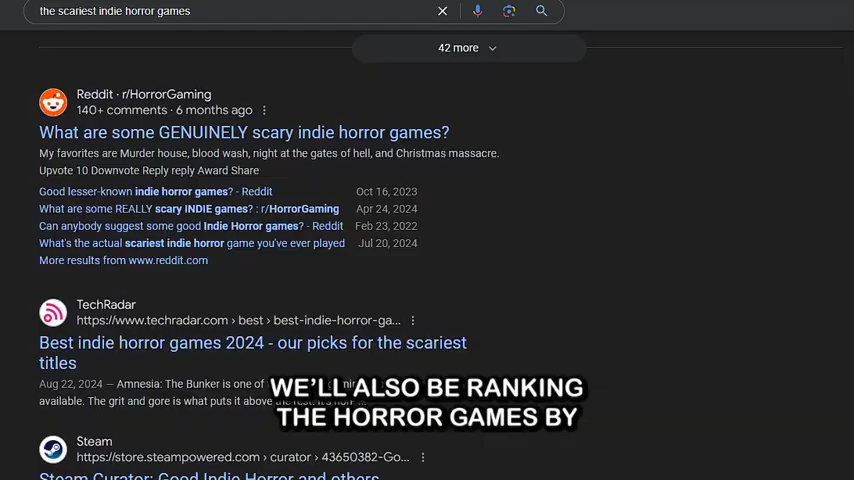 the scariest indie horror games
42 more
Reddit · r/HorrorGaming
140+ comments · 6 months ago
What are some GENUINELY scary indie horror games?
My favorites are Murder house, blood wash, night at the gates of hell, and Christmas massacre.
Upvote 10 Downvote Reply reply Award Share
Good lesser-known indie horror games? - Reddit Oct 16, 2023
What are some REALLY scary INDIE games? : r/HorrorGaming Apr 24, 2024
Can anybody suggest some good Indie Horror games? - Reddit Feb 23, 2022
What's the actual scariest indie horror game you've ever played Jul 20, 2024
More results from www.reddit.com
TechRadar
https://www.techradar.com › best › best-indie-horror-ga...
Best indie horror games 2024 - our picks for the scariest
titles
Aug 22, 2024 — Amnesia: The Bunker is one of
available. The grit and gore is what puts it above
WE'LL ALSO BE RANKING
THE HORROR GAMES BY
Steam
https://store.steampowered.com › curator › 43650382-Go...
Steam Curator: Good Indie Horror and others